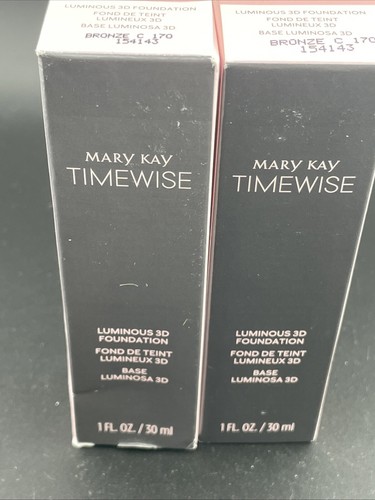 LUMINOUS 3D FOUNDATION
FOND DE TEINT
LUMINEUX 3D
BASE LUMINOSA 3D
BRONZE C 170
154143
MARY KAY
TIMEWISE
LUMINOUS 3D
FOUNDATION
FOND DE TEINT
LUMINEUX 3D
BASE
LUMINOSA 3D
1 FL. OZ. / 30 ml
LUMINOUS 3D FOUNDATION
FOND DE TEINT
LUMINEUX 3D
BASE LUMINOSA 3D
BRONZE C 170
154143
MARY KAY
TIMEWISE
LUMINOUS 3D
FOUNDATION
FOND DE TEINT
LUMINEUX 3D
BASE
LUMINOSA 3D
1 FL. OZ. / 30 ml